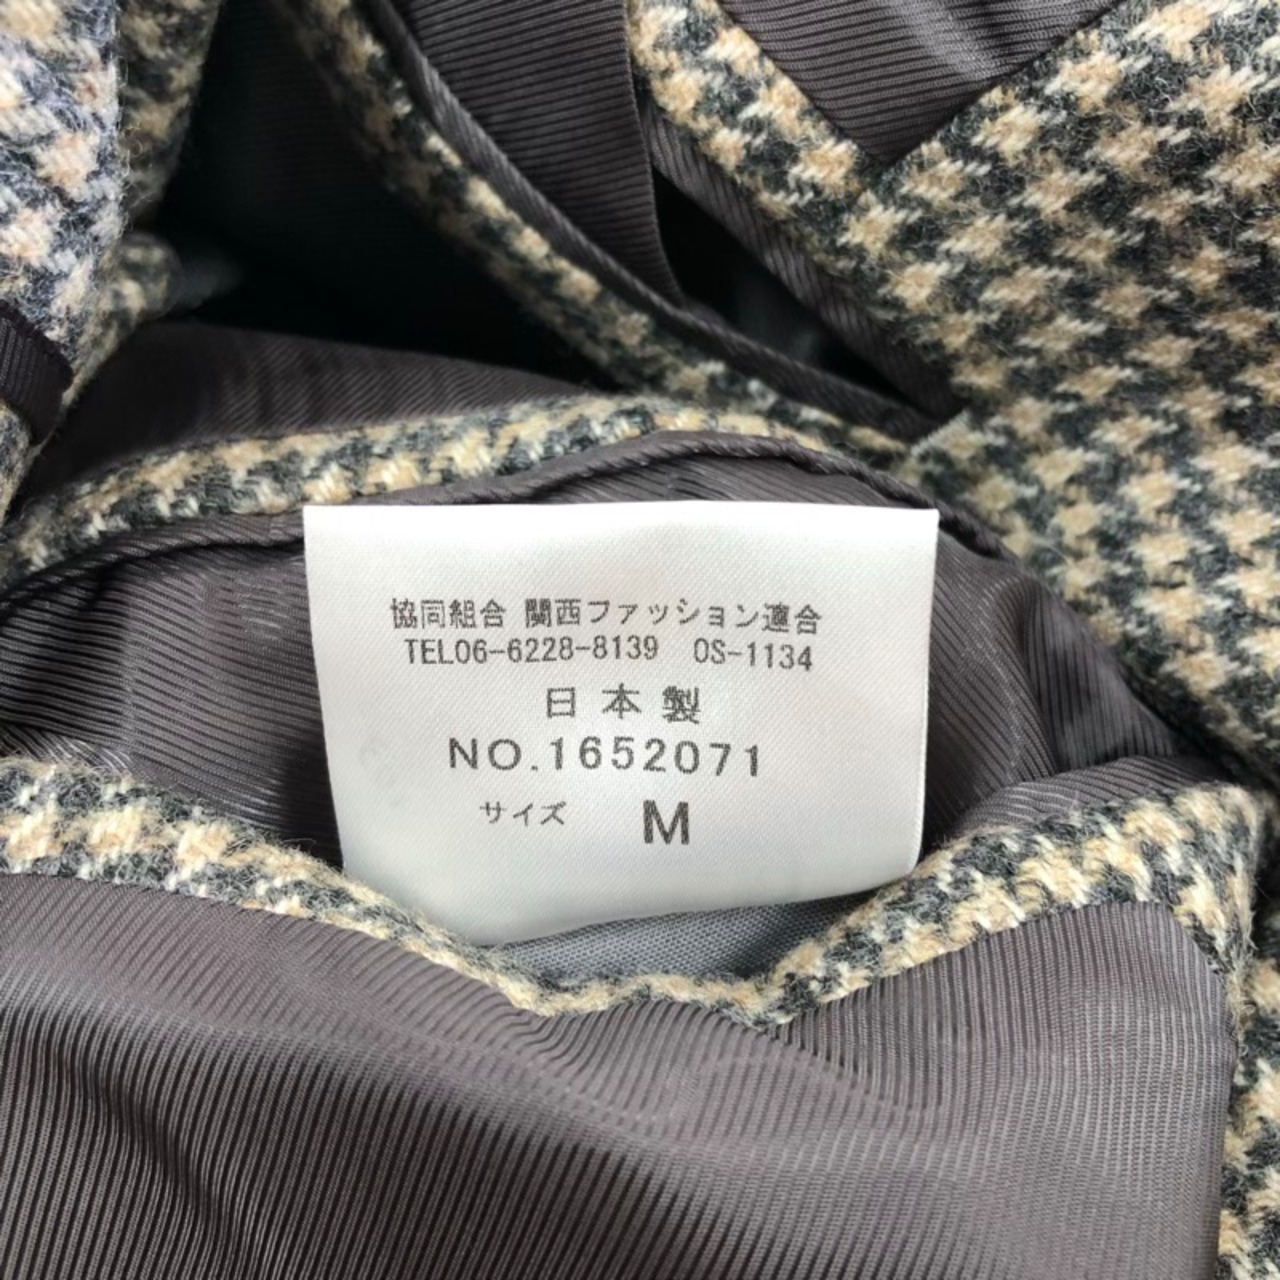 協同組合 関西ファッション連合
TEL06-6228-8139 OS-1134
日本製
NO.1652071
サイズ M